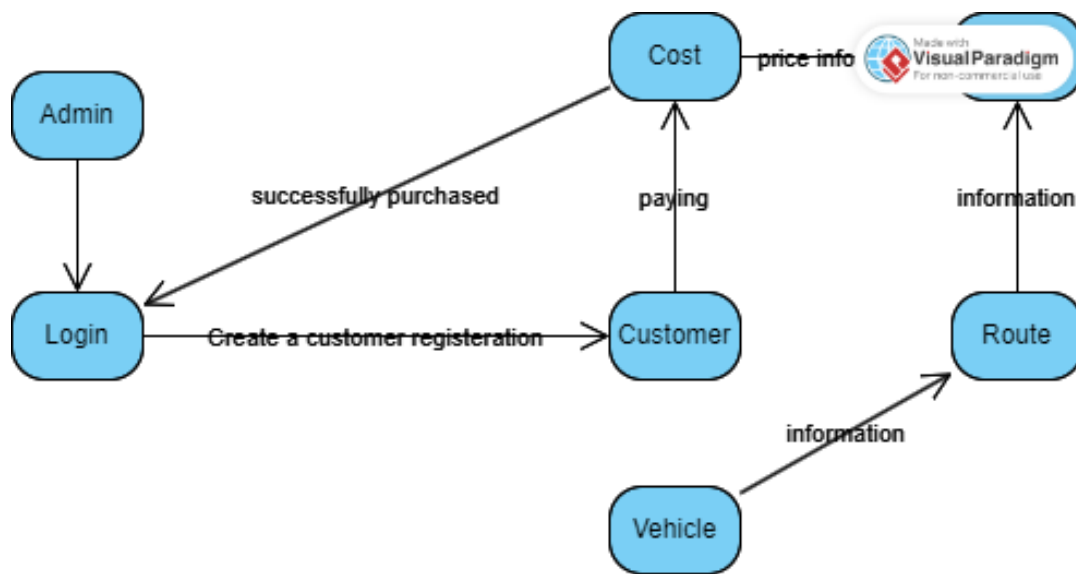 Cost
price info
Made with
Visual Paradigm
For non-commercial use
Admin
successfully purchased
paying
information
Login
Create a customer registeration
Customer
Route
information
Vehicle